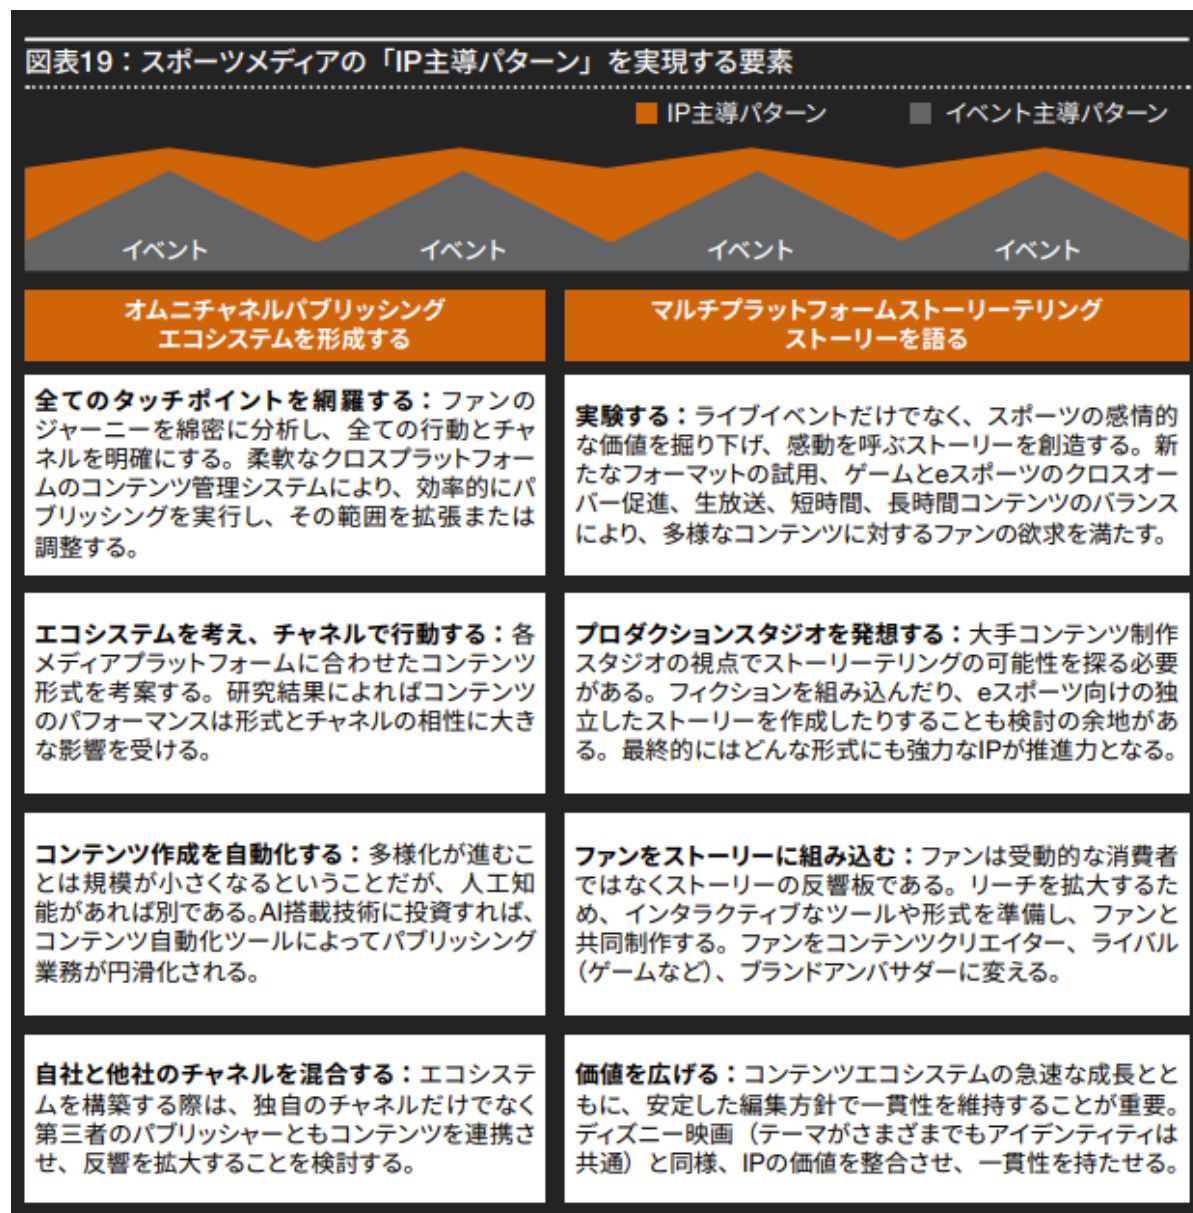 図表19：スポーツメディアの「IP主導パターン」を実現する要素
IP主導パターン
イベント主導パターン
イベント
イベント
イベント
イベント
オムニチャネルパブリッシング
エコシステムを形成する
全てのタッチポイントを網羅する：ファンの
ジャーニーを綿密に分析し、全ての行動とチャ
ネルを明確にする。柔軟なクロスプラットフォー
ムのコンテンツ管理システムにより、効率的にパ
ブリッシングを実行し、その範囲を拡張または
調整する。
エコシステムを考え、チャネルで行動する：各
メディアプラットフォームに合わせたコンテンツ
形式を考案する。研究結果によればコンテンツ
のパフォーマンスは形式とチャネルの相性に大き
な影響を受ける。
コンテンツ作成を自動化する：多様化が進むこ
とは規模が小さくなるということだが、人工知
能があれば別である。AI搭載技術に投資すれば、
コンテンツ自動化ツールによってパブリッシング
業務が円滑化される。
自社と他社のチャネルを混合する：エコシステ
ムを構築する際は、独自のチャネルだけでなく
第三者のパブリッシャーともコンテンツを連携さ
せ、反響を拡大することを検討する。
マルチプラットフォームストーリーテリング
ストーリーを語る
実験する：ライブイベントだけでなく、スポーツの感情的
な価値を掘り下げ、感動を呼ぶストーリーを創造する。新
たなフォーマットの試用、ゲームとeスポーツのクロスオー
バー促進、生放送、短時間、長時間コンテンツのバランス
により、多様なコンテンツに対するファンの欲求を満たす。
プロダクションスタジオを発想する：大手コンテンツ制作
スタジオの視点でストーリーテリングの可能性を探る必要
がある。フィクションを組み込んだり、eスポーツ向けの独
立したストーリーを作成したりすることも検討の余地があ
る。最終的にはどんな形式にも強力なIPが推進力となる。
ファンをストーリーに組み込む：ファンは受動的な消費者
ではなくストーリーの反響板である。リーチを拡大するた
め、インタラクティブなツールや形式を準備し、ファンと
共同制作する。ファンをコンテンツクリエイター、ライバル
（ゲームなど）、ブランドアンバサダーに変える。
価値を広げる：コンテンツエコシステムの急速な成長とと
もに、安定した編集方針で一貫性を維持することが重要。
ディズニー映画（テーマがさまざまでもアイデンティティは
共通）と同様、IPの価値を整合させ、一貫性を持たせる。